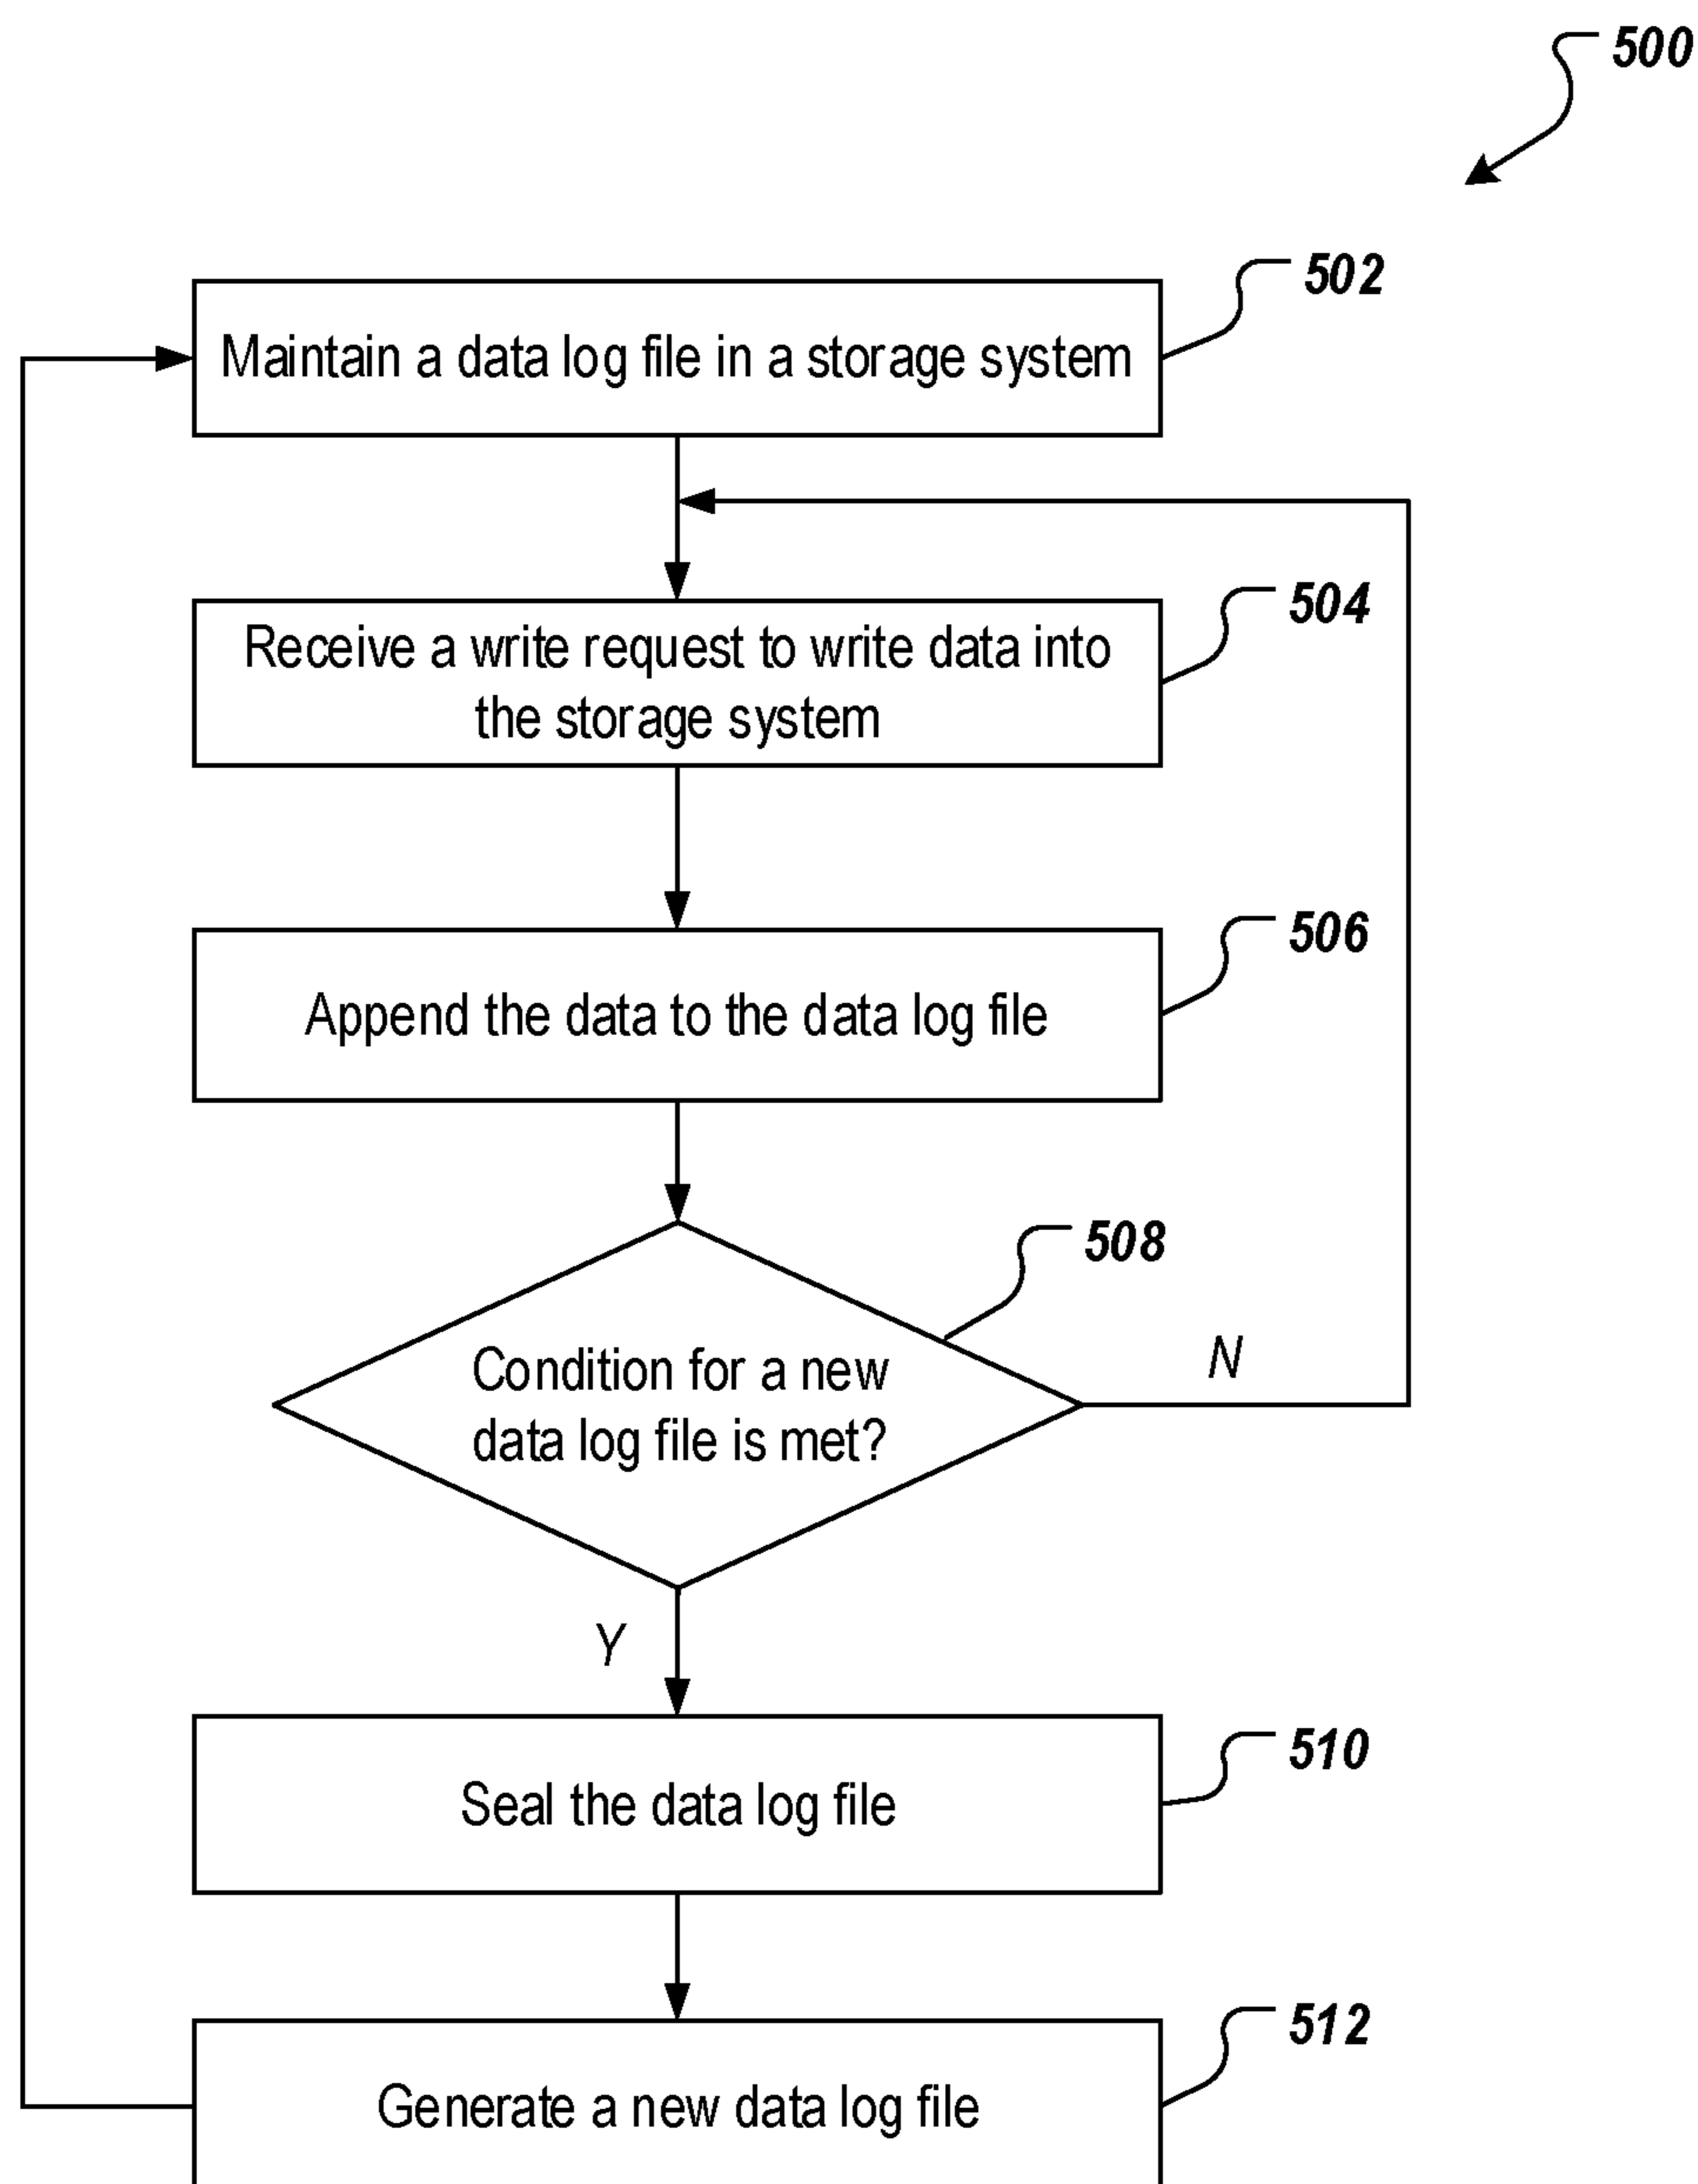 500
502
Maintain a data log file in a storage system
504
Receive a write request to write data into
the storage system
506
Append the data to the data log file
508
Condition for a new
data log file is met?
N
Y
510
Seal the data log file
512
Generate a new data log file